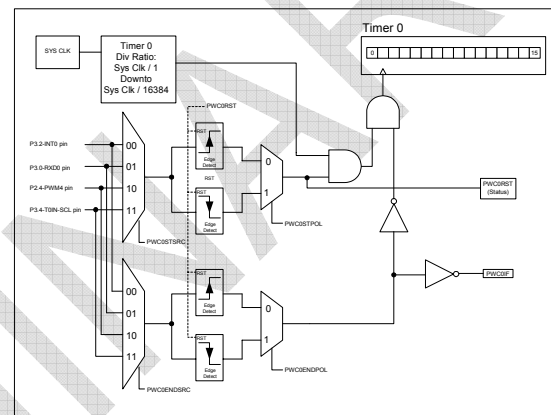 Timer 0
SYS CLK
Timer 0
Div Ratio:
Sys Clk / 1
Downto
Sys Clk / 16384
0
15
PWC0RST
P3.2-INT0 pin
P3.0-RXD0 pin
P2.4-PWM4 pin
P3.4-T0IN-SCL pin
00
01
10
11
RST
Edge
Detect
RST
RST
Edge
Detect
0
1
PWC0STSRC
PWC0STPOL
PWC0RST
(Status)
00
01
10
11
RST
Edge
Detect
RST
Edge
Detect
0
1
PWC0ENDSRC
PWC0ENDPOL
PWC0IF